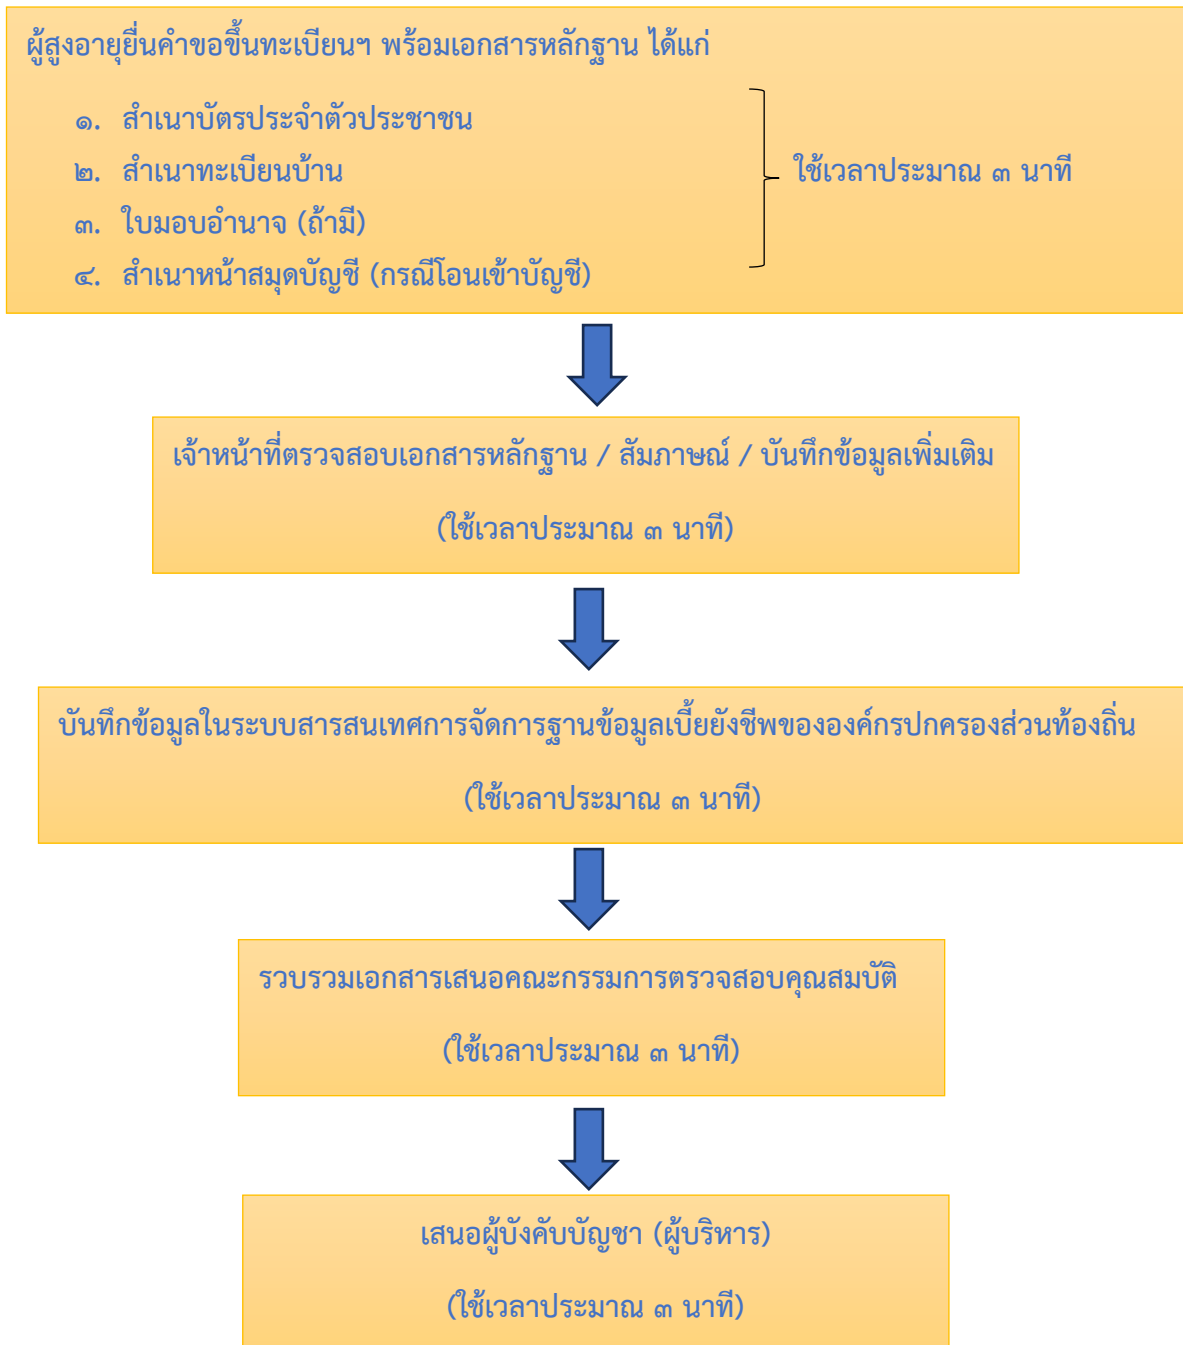 ผู้สูงอายุยื่นคำขอขึ้นทะเบียนฯ พร้อมเอกสารหลักฐาน ได้แก่
๑. สำเนาบัตรประจำตัวประชาชน
๒. สำเนาทะเบียนบ้าน
ใช้เวลาประมาณ ๓ นาที
๓. ใบมอบอำนาจ (ถ้ามี)
๔. สำเนาหน้าสมุดบัญชี (กรณีโอนเข้าบัญชี)
เจ้าหน้าที่ตรวจสอบเอกสารหลักฐาน / สัมภาษณ์ / บันทึกข้อมูลเพิ่มเติม
(ใช้เวลาประมาณ ๓ นาที)
บันทึกข้อมูลในระบบสารสนเทศการจัดการฐานข้อมูลเบี้ยยังชีพขององค์กรปกครองส่วนท้องถิ่น
(ใช้เวลาประมาณ ๓ นาที)
รวบรวมเอกสารเสนอคณะกรรมการตรวจสอบคุณสมบัติ
(ใช้เวลาประมาณ ๓ นาที)
เสนอผู้บังคับบัญชา (ผู้บริหาร)
(ใช้เวลาประมาณ ๓ นาที)